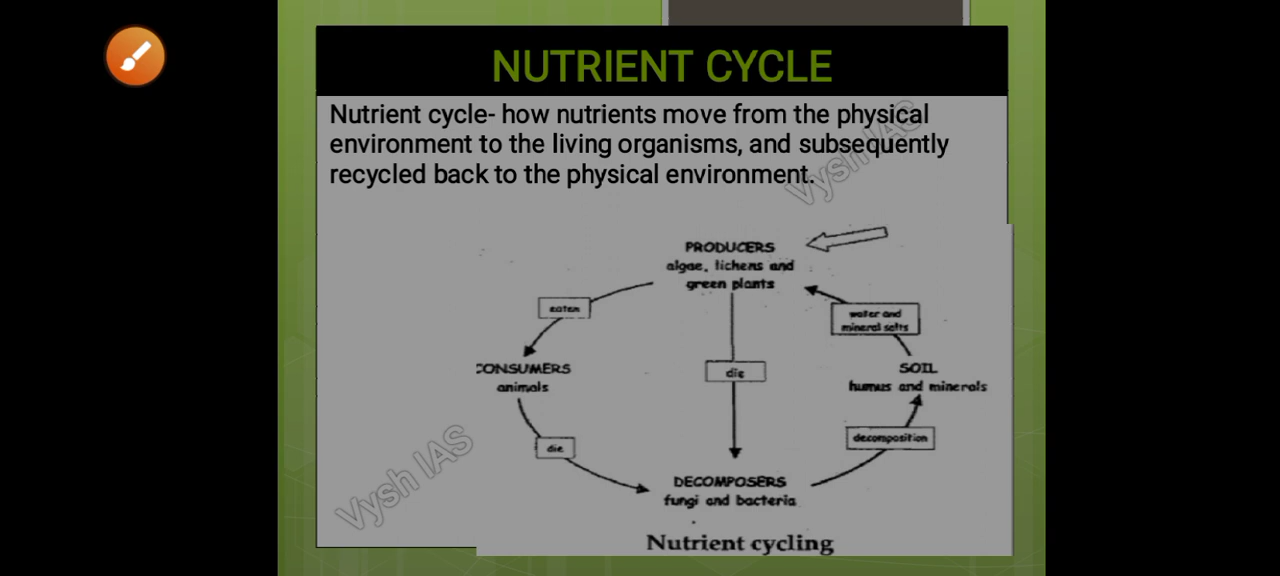 NUTRIENT CYCLE
Nutrient cycle- how nutrients move from the physical
environment to the living organisms, and subsequently
recycled back to the physical environment.
Vysh IAS
PRODUCERS
algae, lichens and
green plants
eaten
water and
mineral salts
CONSUMERS
animals
die
SOIL
humus and minerals
die
decomposition
DECOMPOSERS
fungi and bacteria
Vysh IAS
Nutrient cycling